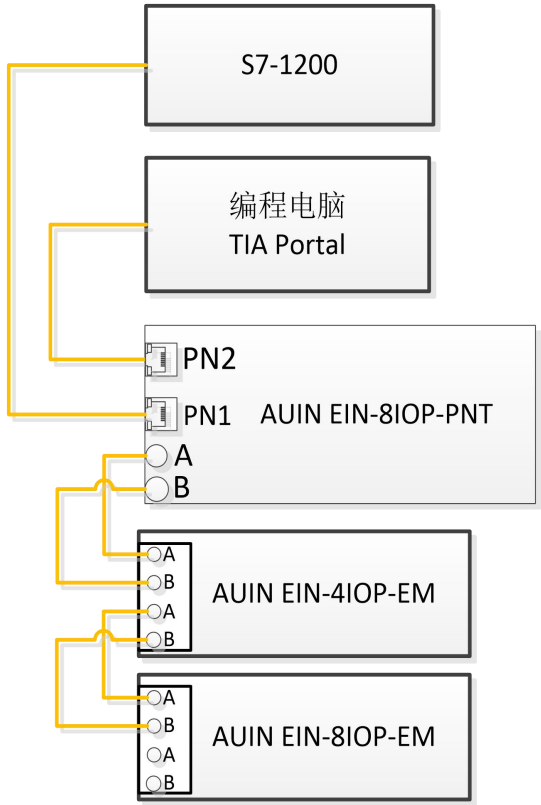 S7-1200
编程电脑
TIA Portal
PN2
PN1
AUIN EIN-8IOP-PNT
A
B
A
B
A
B
AUIN EIN-4IOP-EM
A
B
A
B
AUIN EIN-8IOP-EM